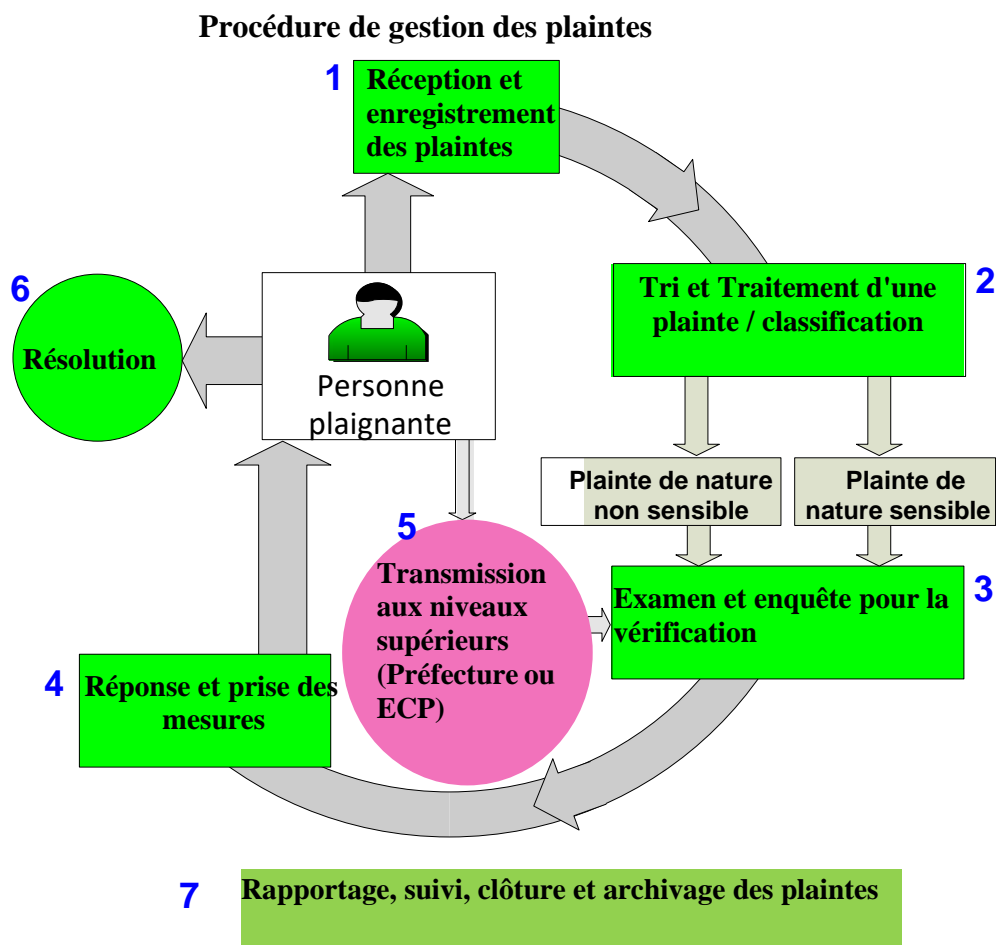 Procédure de gestion des plaintes
1
Réception et
enregistrement
des plaintes
2
Tri et Traitement d'une
plainte / classification
6
Résolution
Personne
plaignante
Plainte de nature
non sensible
Plainte de
nature sensible
5
Transmission
aux niveaux
supérieurs
(Préfecture ou
ECP)
3
Examen et enquête pour la
vérification
4
Réponse et prise des
mesures
7
Rapportage, suivi, clôture et archivage des plaintes